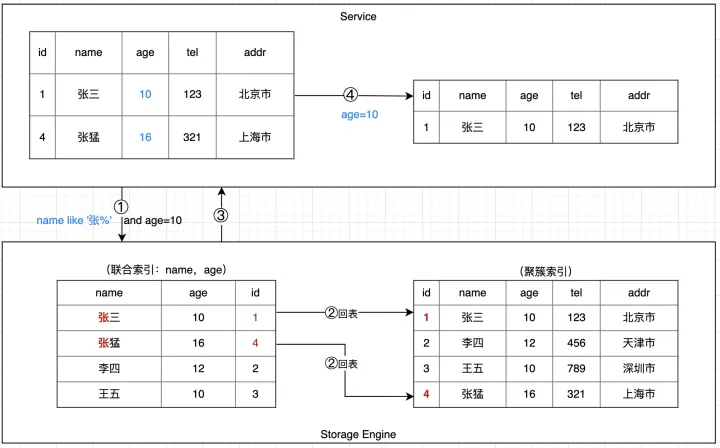 Service
id name age tel addr
1 张三 10 123 北京市
4 张猛 16 321 上海市
④
age=10
id name age tel addr
1 张三 10 123 北京市
①
name like '张%' and age=10
③
（联合索引：name，age）
name age id
张三 10 1
张猛 16 4
李四 12 2
王五 10 3
②回表
②回表
（聚簇索引）
id name age tel addr
1 张三 10 123 北京市
2 李四 12 456 天津市
3 王五 10 789 深圳市
4 张猛 16 321 上海市
Storage Engine